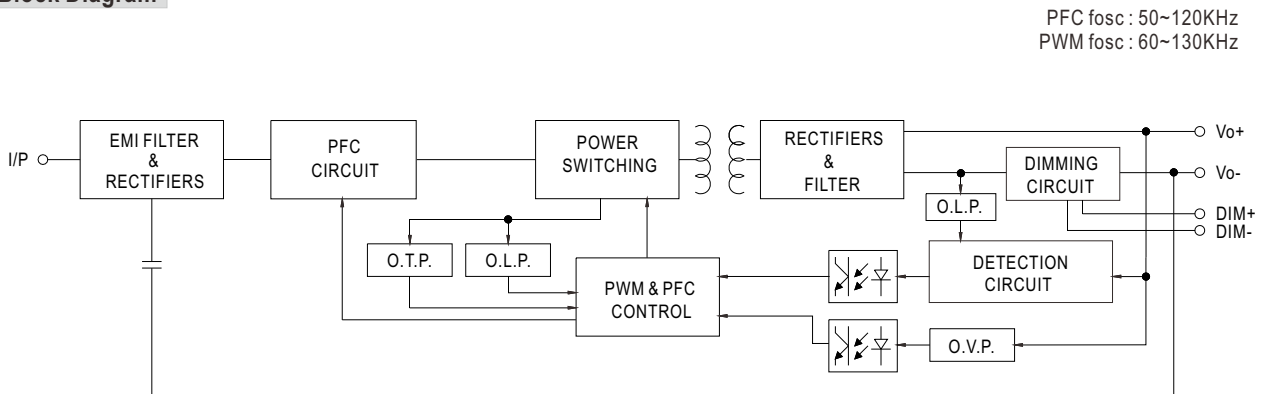 Block Diagram
PFC fosc : 50~120KHz
PWM fosc : 60~130KHz
I/P
EMI FILTER
&
RECTIFIERS
PFC
CIRCUIT
POWER
SWITCHING
RECTIFIERS
&
FILTER
DIMMING
CIRCUIT
Vo+
Vo-
DIM+
DIM-
O.L.P.
O.T.P.
O.L.P.
PWM & PFC
CONTROL
DETECTION
CIRCUIT
O.V.P.